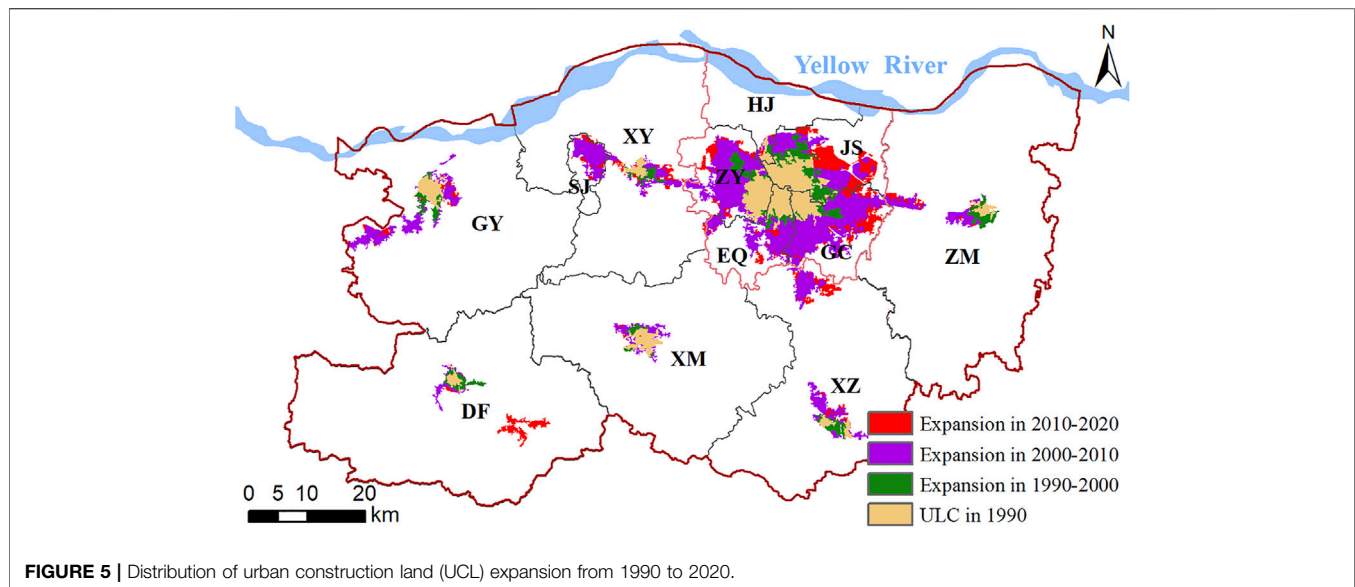 N
Yellow River
HJ
XY
JS
ZY
SJ
GY
EQ
GC
ZM
XM
XZ
DF
Expansion in 2010-2020
Expansion in 2000-2010
Expansion in 1990-2000
ULC in 1990
0 5 10 20
km
FIGURE 5 | Distribution of urban construction land (UCL) expansion from 1990 to 2020.